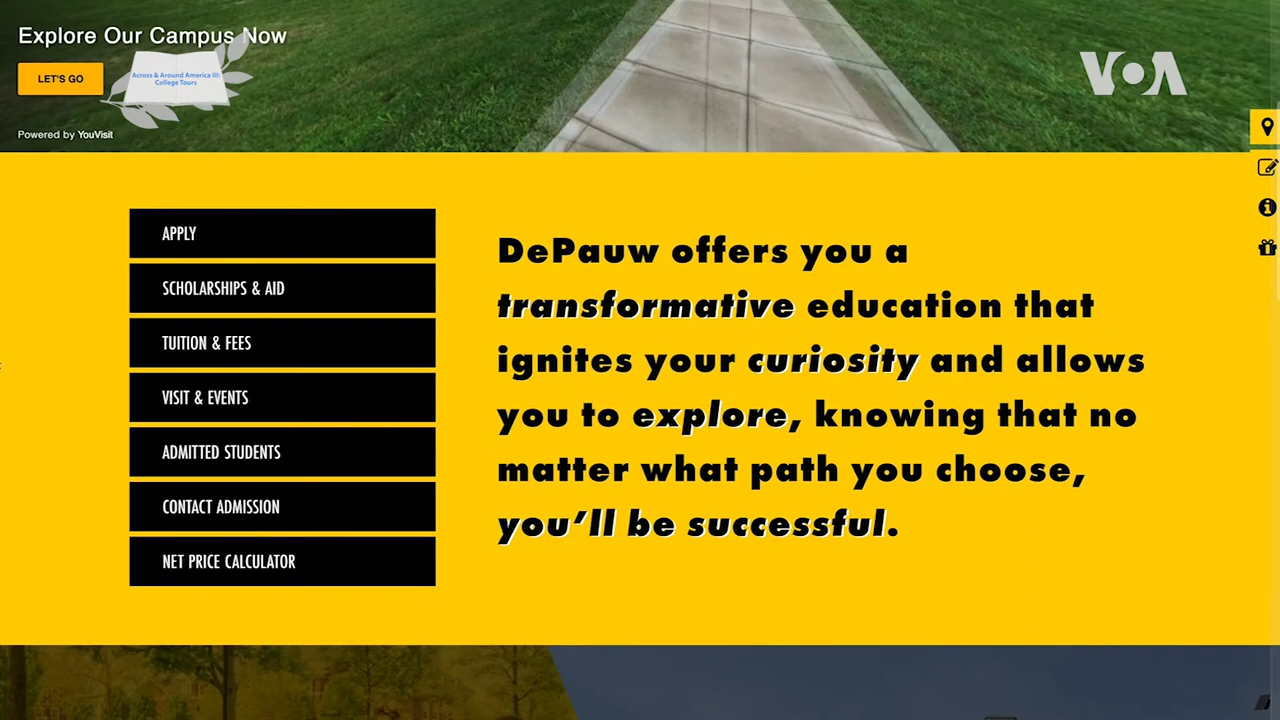 Explore Our Campus Now
LET'S GO
Across & Around America III:
College Tours
VOA
Powered by YouVisit
APPLY
SCHOLARSHIPS & AID
TUITION & FEES
VISIT & EVENTS
ADMITTED STUDENTS
CONTACT ADMISSION
NET PRICE CALCULATOR
DePauw offers you a
transformative education that
ignites your curiosity and allows
you to explore, knowing that no
matter what path you choose,
you’ll be successful.